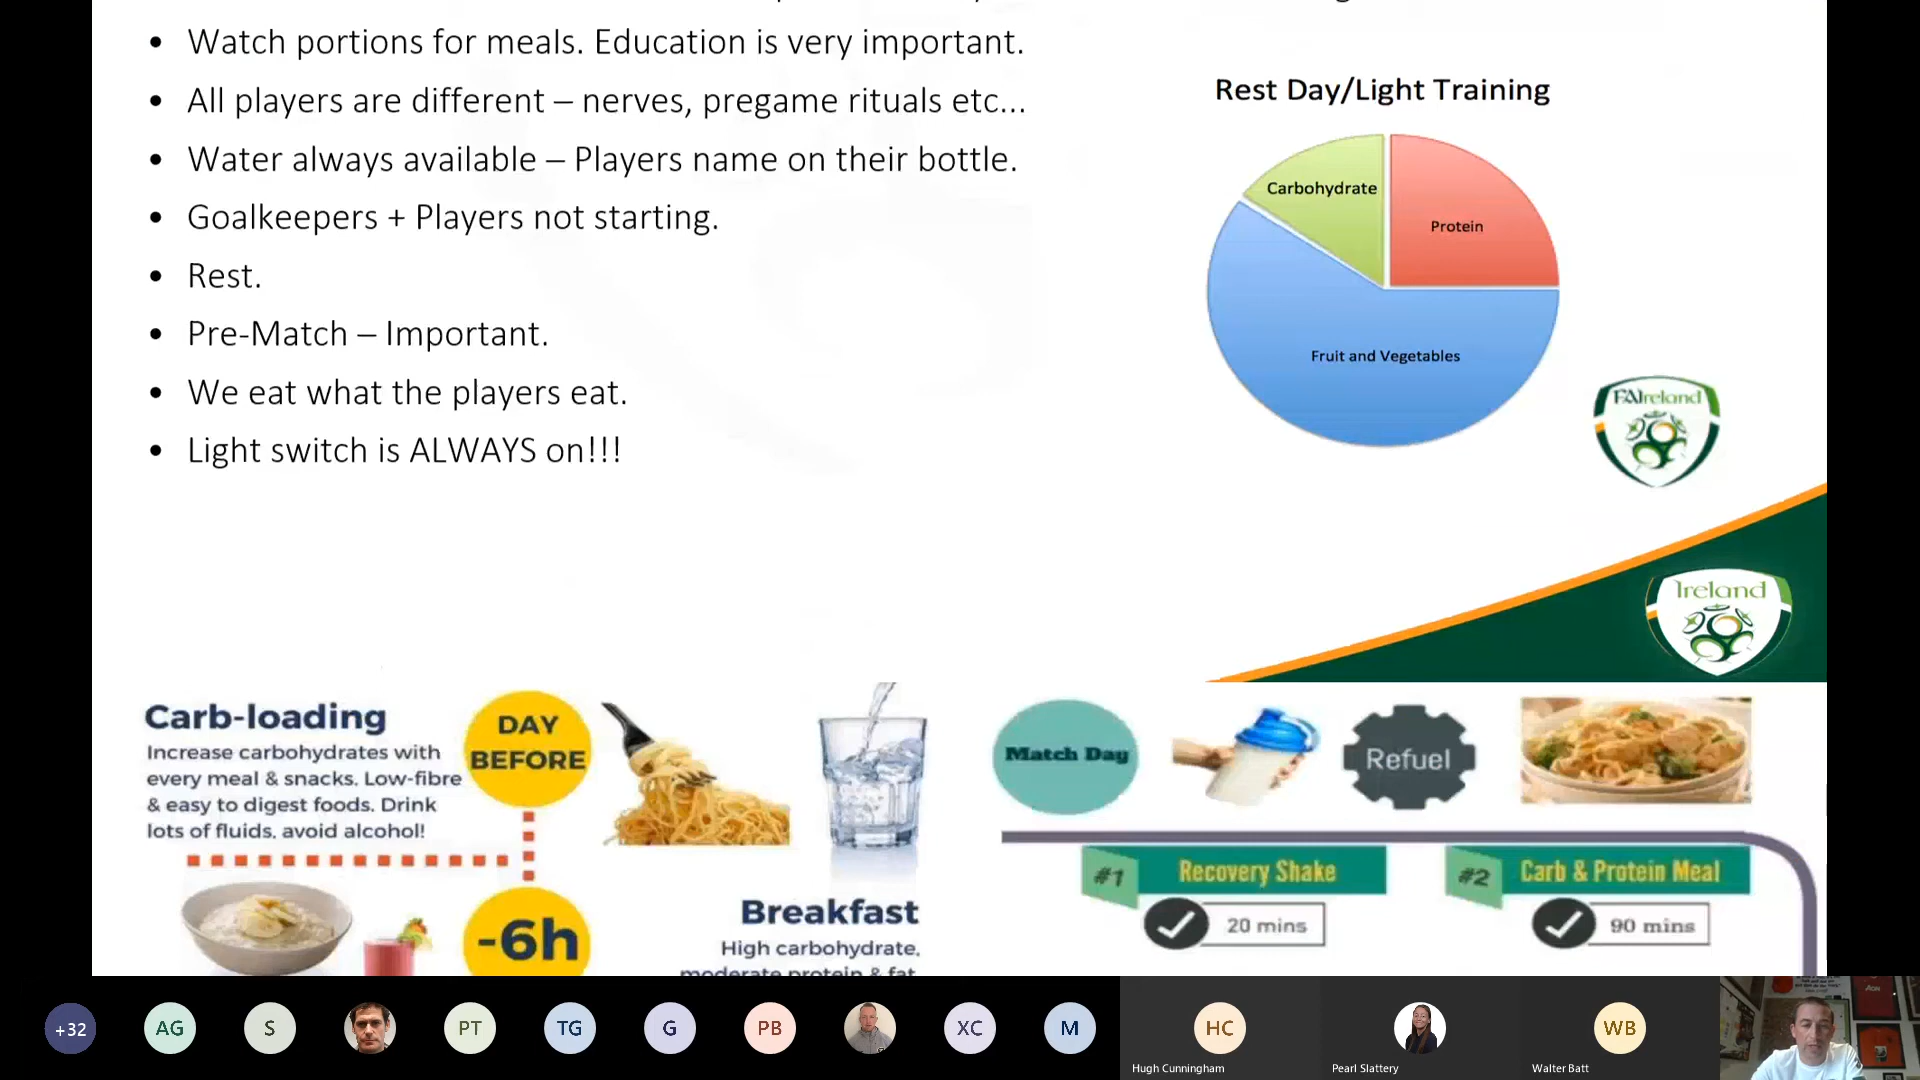 • Watch portions for meals. Education is very important.
• All players are different – nerves, pregame rituals etc...
• Water always available – Players name on their bottle.
• Goalkeepers + Players not starting.
• Rest.
• Pre-Match – Important.
• We eat what the players eat.
• Light switch is ALWAYS on!!!
Rest Day/Light Training
Carbohydrate
Protein
Fruit and Vegetables
FAIreland
Ireland
Carb-loading
Increase carbohydrates with
every meal & snacks. Low-fibre
& easy to digest foods. Drink
lots of fluids, avoid alcohol!
DAY
BEFORE
-6h
Breakfast
High carbohydrate,
moderate protein & fat
Match Day
Refuel
#1 Recovery Shake
20 mins
#2 Carb & Protein Meal
90 mins
+32
AG
S
PT
TG
G
PB
XC
M
HC
Hugh Cunningham
Pearl Slattery
WB
Walter Batt